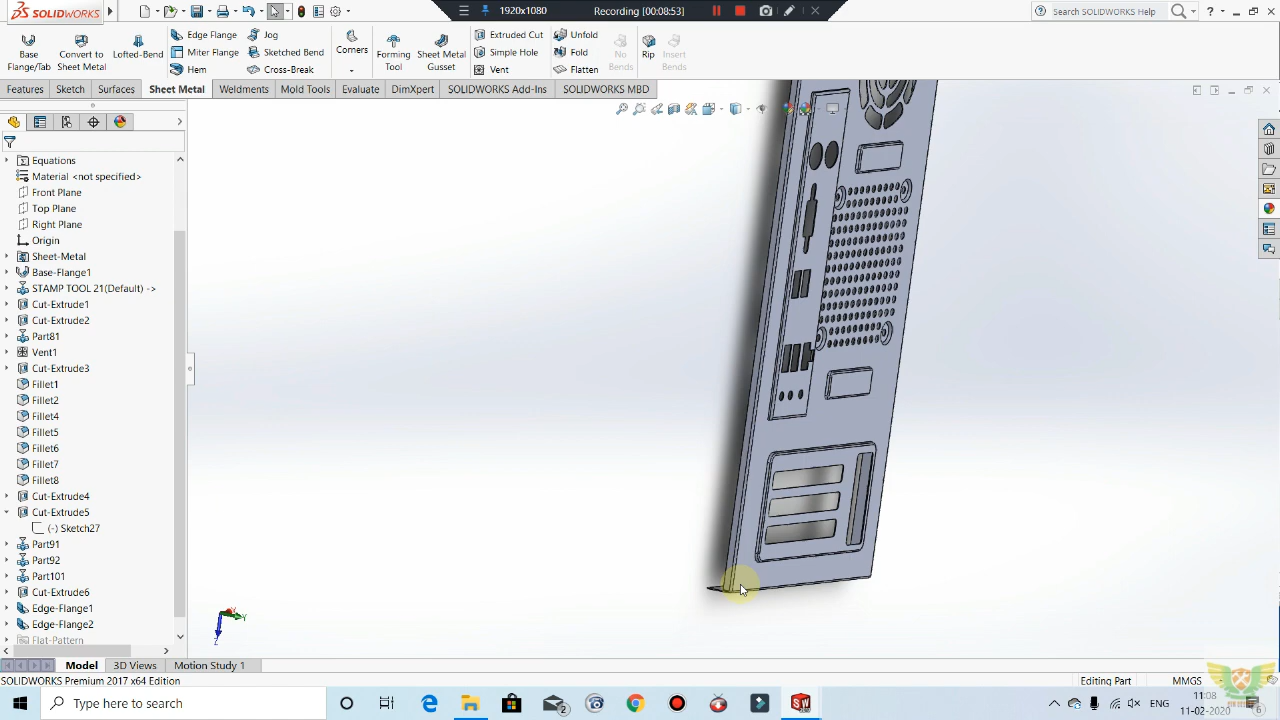 SOLIDWORKS
1920x1080
Recording [00:08:53]
Search SOLIDWORKS Help
Base Flange/Tab
Convert to Sheet Metal
Lofted-Bend
Edge Flange
Miter Flange
Hem
Jog
Sketched Bend
Cross-Break
Corners
Forming Tool
Sheet Metal Gusset
Extruded Cut
Simple Hole
Vent
Unfold
Fold
Flatten
No Bends
Rip
Insert Bends
Features
Sketch
Surfaces
Sheet Metal
Weldments
Mold Tools
Evaluate
DimXpert
SOLIDWORKS Add-Ins
SOLIDWORKS MBD
Equations
Material <not specified>
Front Plane
Top Plane
Right Plane
Origin
Sheet-Metal
Base-Flange1
STAMP TOOL 21(Default) ->
Cut-Extrude1
Cut-Extrude2
Part81
Vent1
Cut-Extrude3
Fillet1
Fillet2
Fillet4
Fillet5
Fillet6
Fillet7
Fillet8
Cut-Extrude4
Cut-Extrude5
(-) Sketch27
Part91
Part92
Part101
Cut-Extrude6
Edge-Flange1
Edge-Flange2
Flat-Pattern
Y
Z
Model
3D Views
Motion Study 1
SOLIDWORKS Premium 2017 x64 Edition
Editing Part
MMGS
Type here to search
2
ENG
11:08
11-02-2020
6